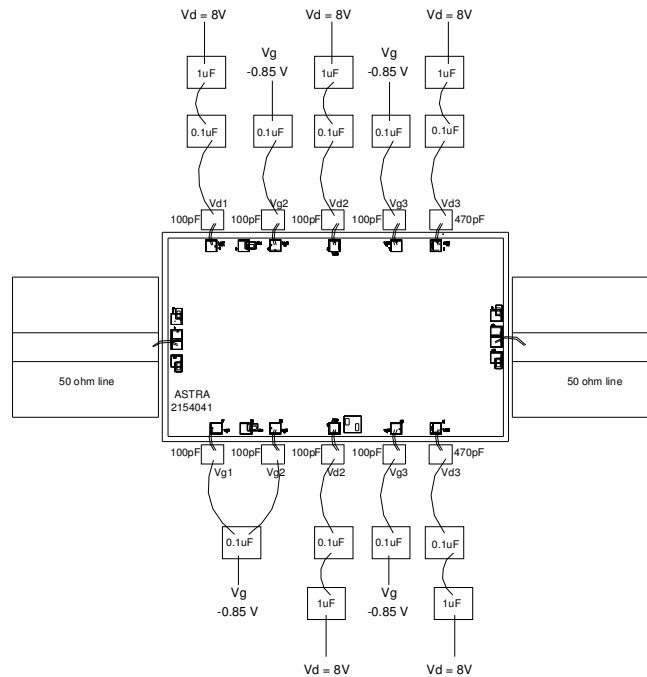 Vd = 8V
Vd = 8V
Vd = 8V
Vg
-0.85 V
Vg
-0.85 V
1uF
1uF
1uF
0.1uF
0.1uF
0.1uF
0.1uF
0.1uF
Vd1
Vg2
Vd2
Vg3
Vd3
100pF
100pF
100pF
100pF
470pF
50 ohm line
50 ohm line
ASTRA
2154041
100pF
100pF
100pF
100pF
470pF
Vg1
Vg2
Vd2
Vg3
Vd3
0.1uF
0.1uF
0.1uF
0.1uF
Vg
-0.85 V
1uF
Vg
-0.85 V
1uF
Vd = 8V
Vd = 8V